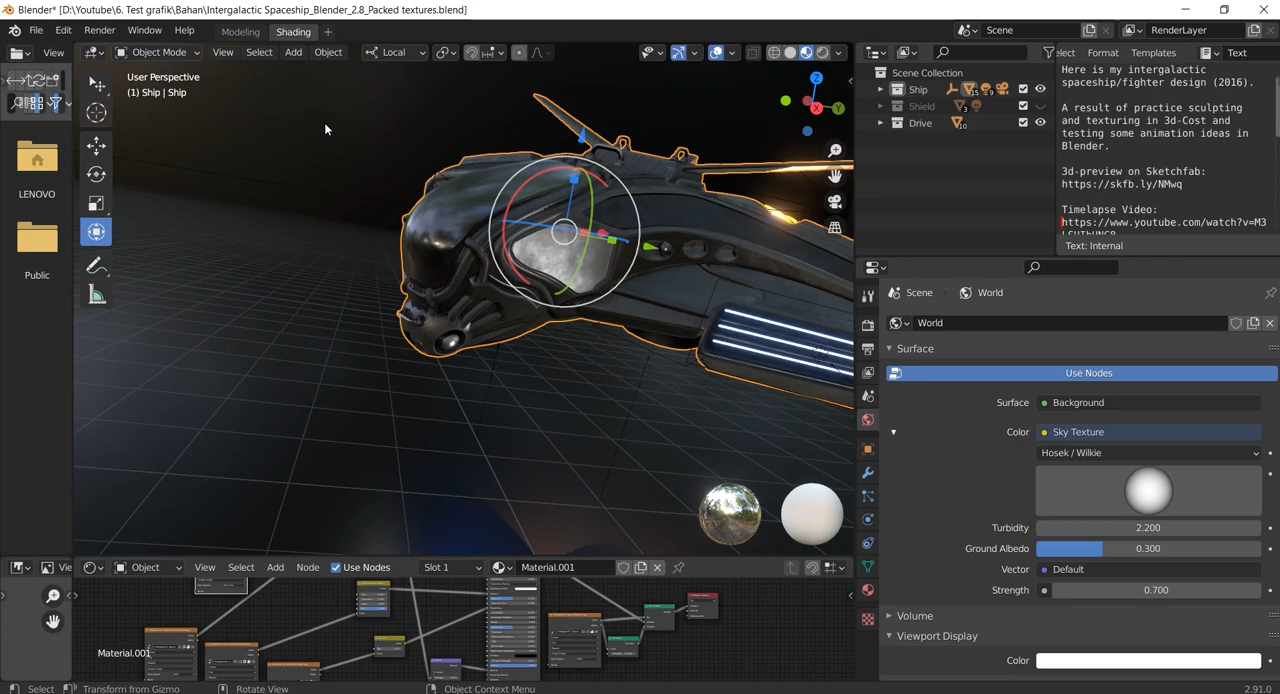 Blender* [D:\Youtube\6. Test grafik\Bahan\Intergalactic Spaceship_Blender_2.8_Packed textures.blend]
File Edit Render Window Help Modeling Shading + Scene RenderLayer
View Object Mode View Select Add Object Local lect Format Templates Text
User Perspective
(1) Ship | Ship
Scene Collection
Ship
Shield
Drive
Here is my intergalactic
spaceship/fighter design (2016).
A result of practice sculpting
and texturing in 3d-Cost and
testing some animation ideas in
Blender.
3d-preview on Sketchfab:
https://skfb.ly/NMwq
Timelapse Video:
https://www.youtube.com/watch?v=M3
Text: Internal
LENOVO
Public
Z
Y
X
Scene World
World
Surface
Use Nodes
Surface Background
Color Sky Texture
Hosek / Wilkie
Turbidity 2.200
Ground Albedo 0.300
Vector Default
Strength 0.700
Volume
Viewport Display
Color
Vie Object View Select Add Node Use Nodes Slot 1 Material.001
Material.001
Select Transform from Gizmo Rotate View Object Context Menu 2.91.0